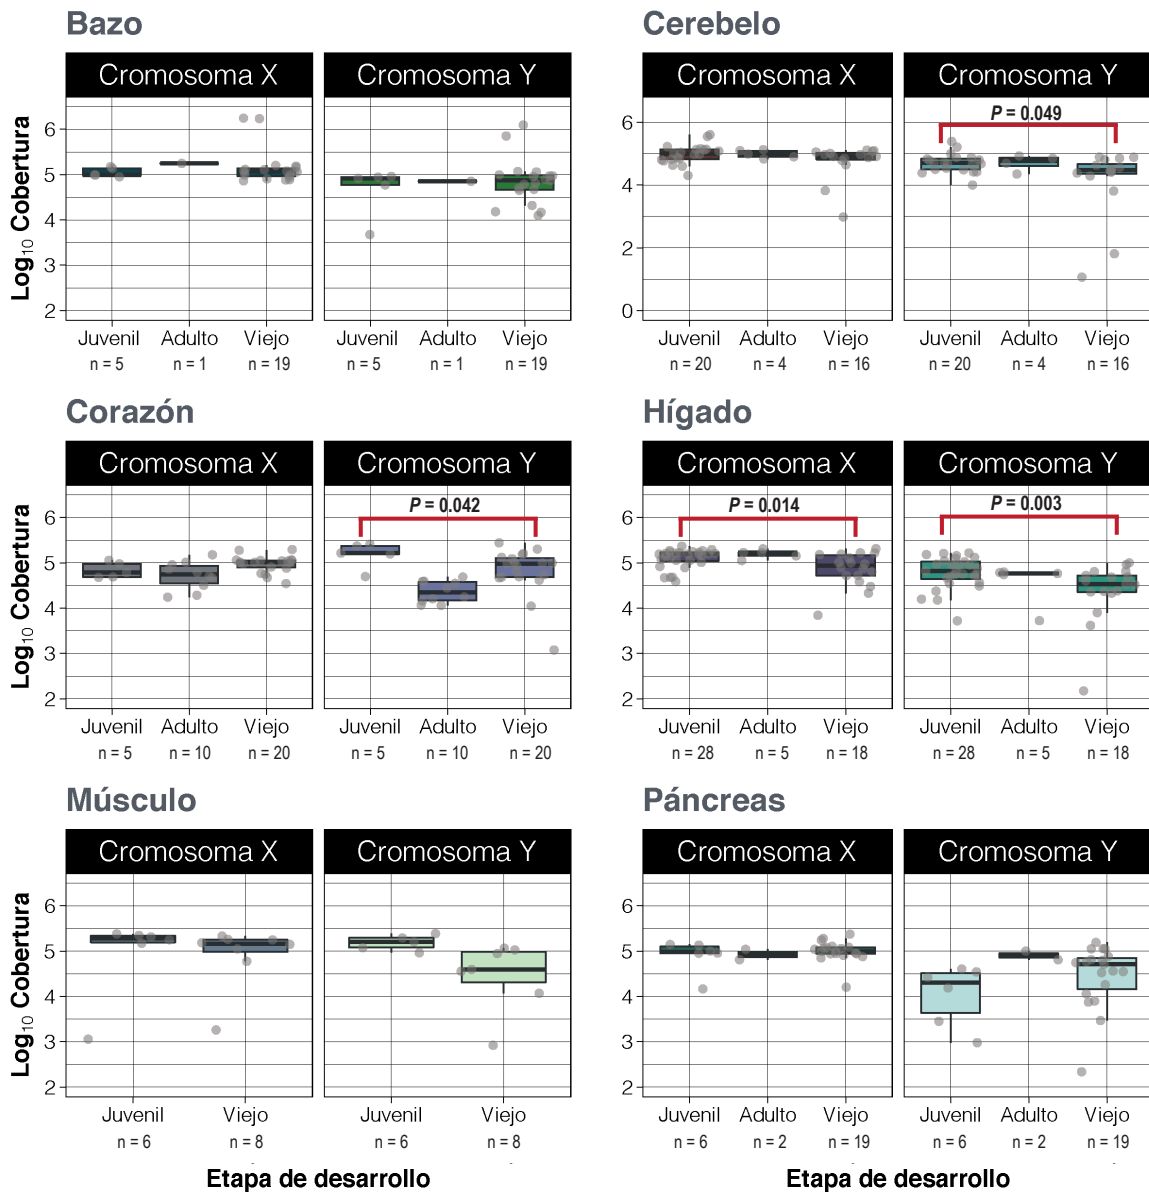 Bazo
Cromosoma X
Cromosoma Y
Log10 Cobertura
6
5
4
3
2
Juvenil Adulto Viejo
n = 5 n = 1 n = 19
Juvenil Adulto Viejo
n = 5 n = 1 n = 19
Cerebelo
Cromosoma X
Cromosoma Y
P = 0.049
6
4
2
0
Juvenil Adulto Viejo
n = 20 n = 4 n = 16
Juvenil Adulto Viejo
n = 20 n = 4 n = 16
Corazón
Cromosoma X
Cromosoma Y
P = 0.042
Log10 Cobertura
6
5
4
3
2
Juvenil Adulto Viejo
n = 5 n = 10 n = 20
Juvenil Adulto Viejo
n = 5 n = 10 n = 20
Hígado
Cromosoma X
Cromosoma Y
P = 0.014
P = 0.003
6
5
4
3
2
Juvenil Adulto Viejo
n = 28 n = 5 n = 18
Juvenil Adulto Viejo
n = 28 n = 5 n = 18
Músculo
Cromosoma X
Cromosoma Y
Log10 Cobertura
6
5
4
3
2
Juvenil Viejo
n = 6 n = 8
Juvenil Viejo
n = 6 n = 8
Etapa de desarrollo
Páncreas
Cromosoma X
Cromosoma Y
6
5
4
3
2
Juvenil Adulto Viejo
n = 6 n = 2 n = 19
Juvenil Adulto Viejo
n = 6 n = 2 n = 19
Etapa de desarrollo